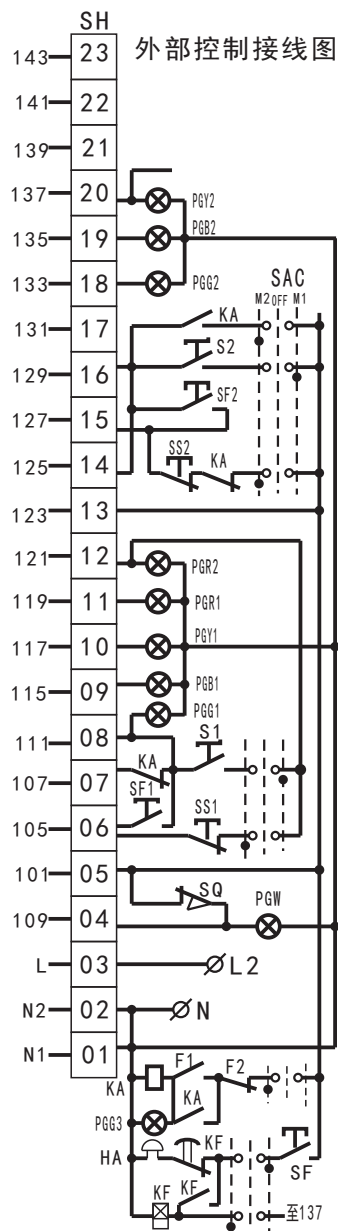 SH
外部控制接线图
143 23
141 22
139 21
137 20 PGY2
135 19 PGB2
133 18 PGG2
SAC
M2 OFF M1
131 17 KA
129 16 S2
127 15 SF2
125 14 SS2 KA
123 13
121 12 PGR2
119 11 PGR1
117 10 PGY1
115 09 PGB1
PGG1
111 08 S1
107 07 KA
SF1
105 06 SS1
101 05
SQ PGW
109 04
L 03 L2
N2 02 N
N1 01
KA F1 F2
KA
PGG3
HA KF SF
KF KF
至137